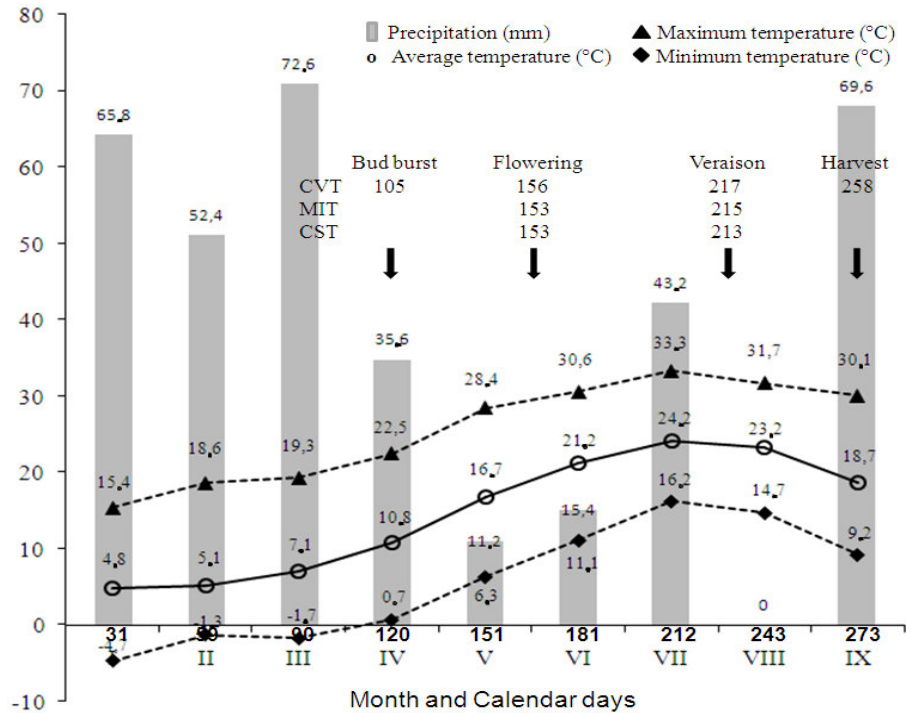 80
70
60
50
40
30
20
10
0
-10
Precipitation (mm)
Maximum temperature (°C)
Average temperature (°C)
Minimum temperature (°C)
Bud burst Flowering Veraison Harvest
CVT 105 156 217 258
MIT 153 215
CST 153 213
65,8 52,4 72,6 35,6 11,2 15,4 43,2 0 69,6
15,4 18,6 19,3 22,5 28,4 30,6 33,3 31,7 30,1
4,8 5,1 7,1 10,8 16,7 21,2 24,2 23,2 18,7
-4,7 -1,3 -1,7 0,7 6,3 11,1 16,2 14,7 9,2
31 59 90 120 151 181 212 243 273
II III IV V VI VII VIII IX
Month and Calendar days